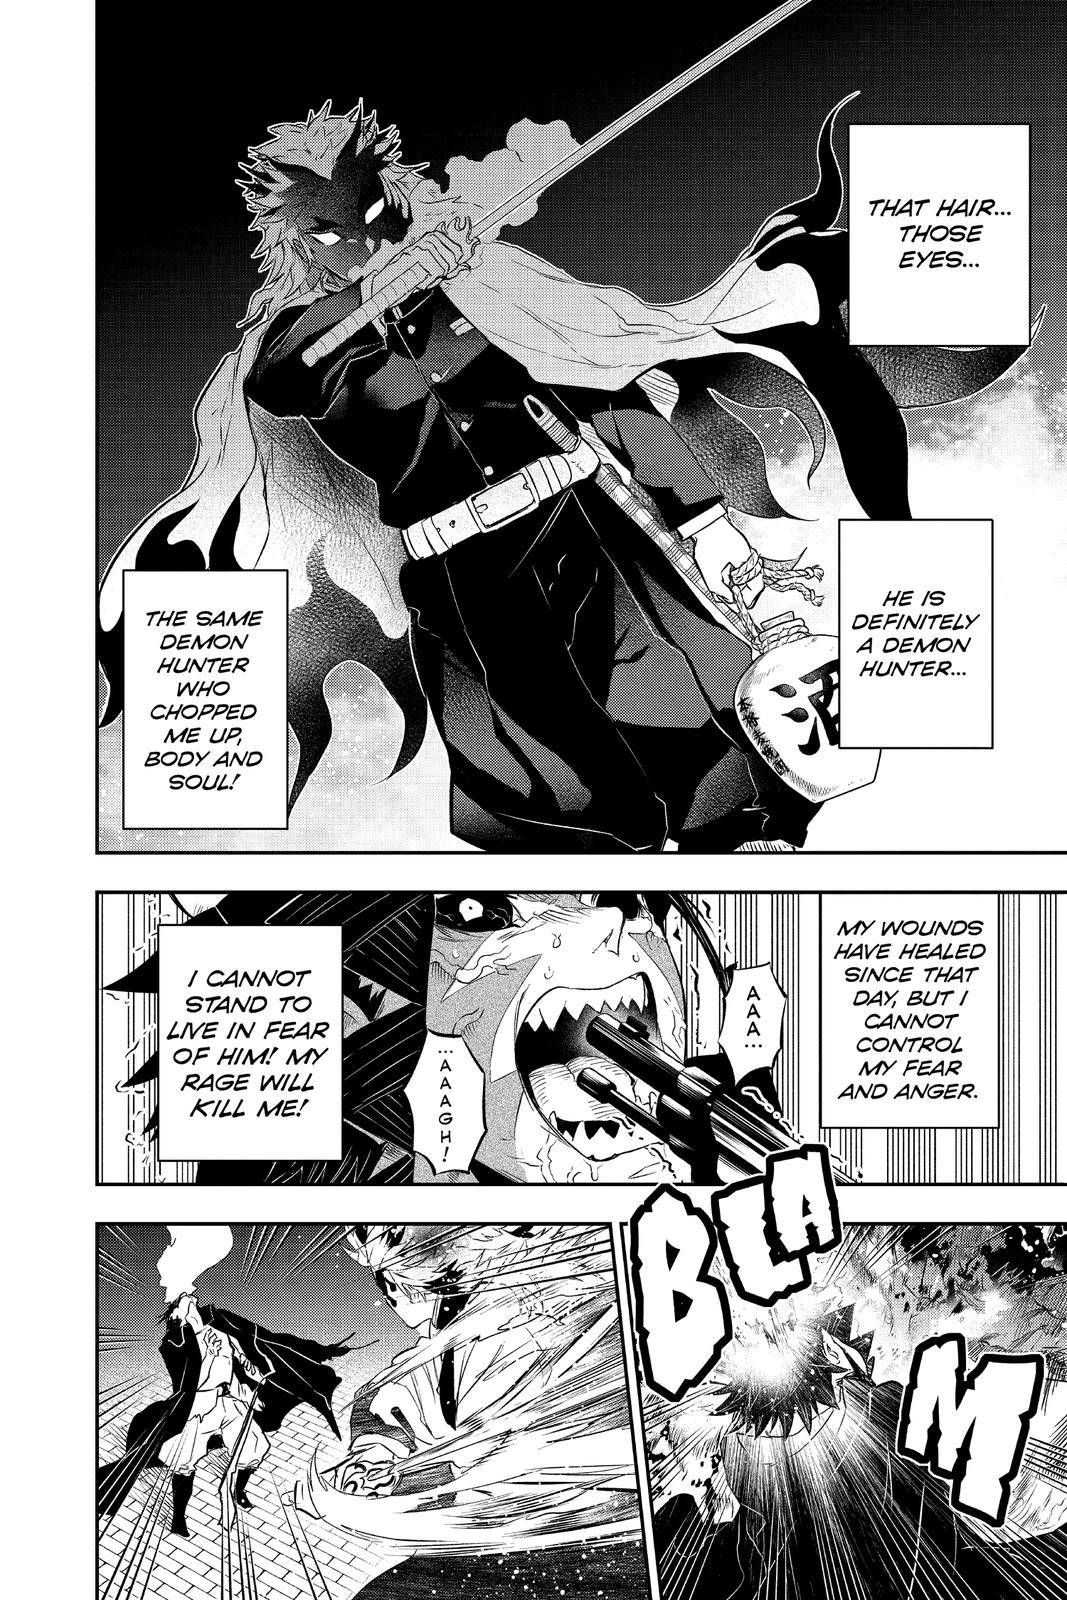 THAT HAIR...
THOSE
EYES...
HE IS
DEFINITELY
A DEMON
HUNTER...
THE SAME
DEMON
HUNTER
WHO
CHOPPED
ME UP,
BODY AND
SOUL!
MY WOUNDS
HAVE HEALED
SINCE THAT
DAY, BUT I
CANNOT
CONTROL
MY FEAR
AND ANGER.
AAA...
...AAAGH!
I CANNOT
STAND TO
LIVE IN FEAR
OF HIM! MY
RAGE WILL
KILL ME!
BLAM